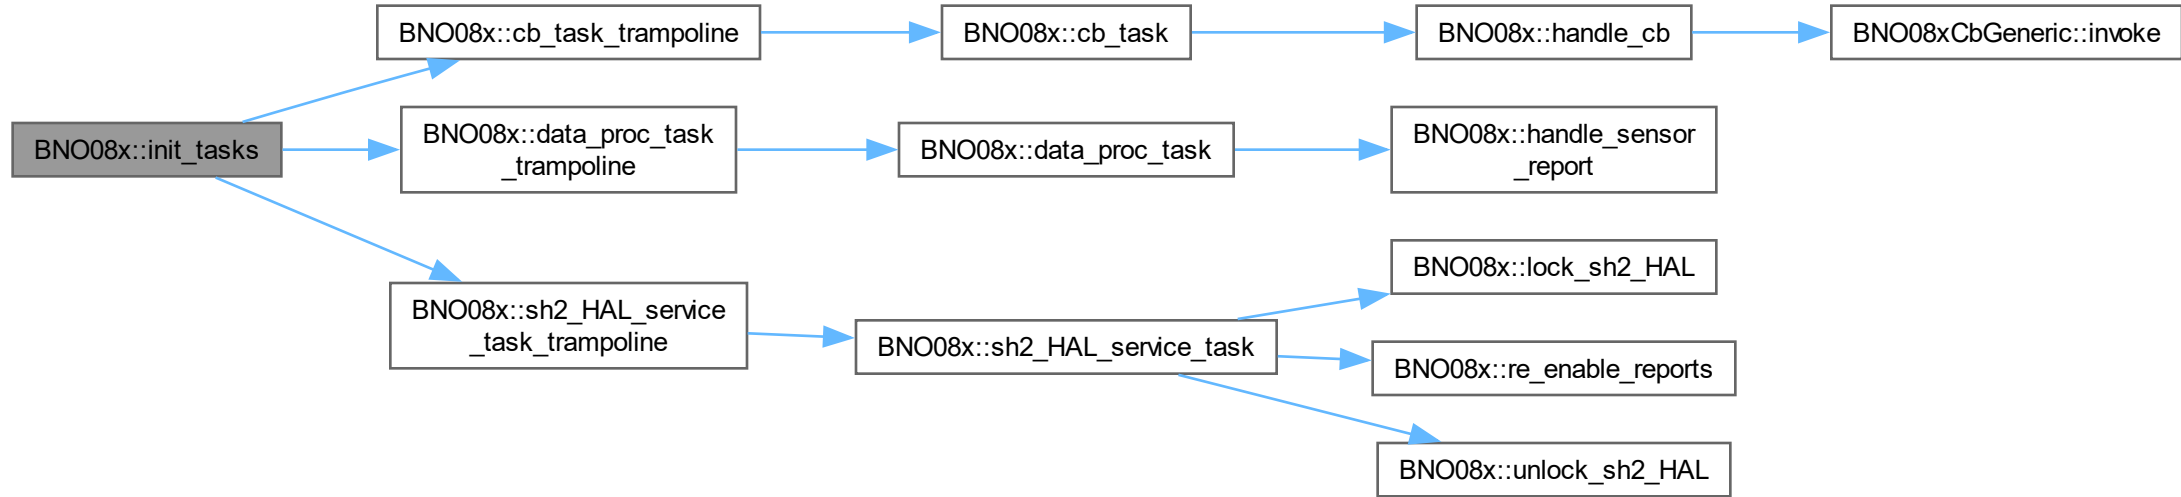 BNO08x::init_tasks
BNO08x::cb_task_trampoline
BNO08x::cb_task
BNO08x::handle_cb
BNO08xCbGeneric::invoke
BNO08x::data_proc_task
_trampoline
BNO08x::data_proc_task
BNO08x::handle_sensor
_report
BNO08x::sh2_HAL_service
_task_trampoline
BNO08x::sh2_HAL_service_task
BNO08x::lock_sh2_HAL
BNO08x::re_enable_reports
BNO08x::unlock_sh2_HAL